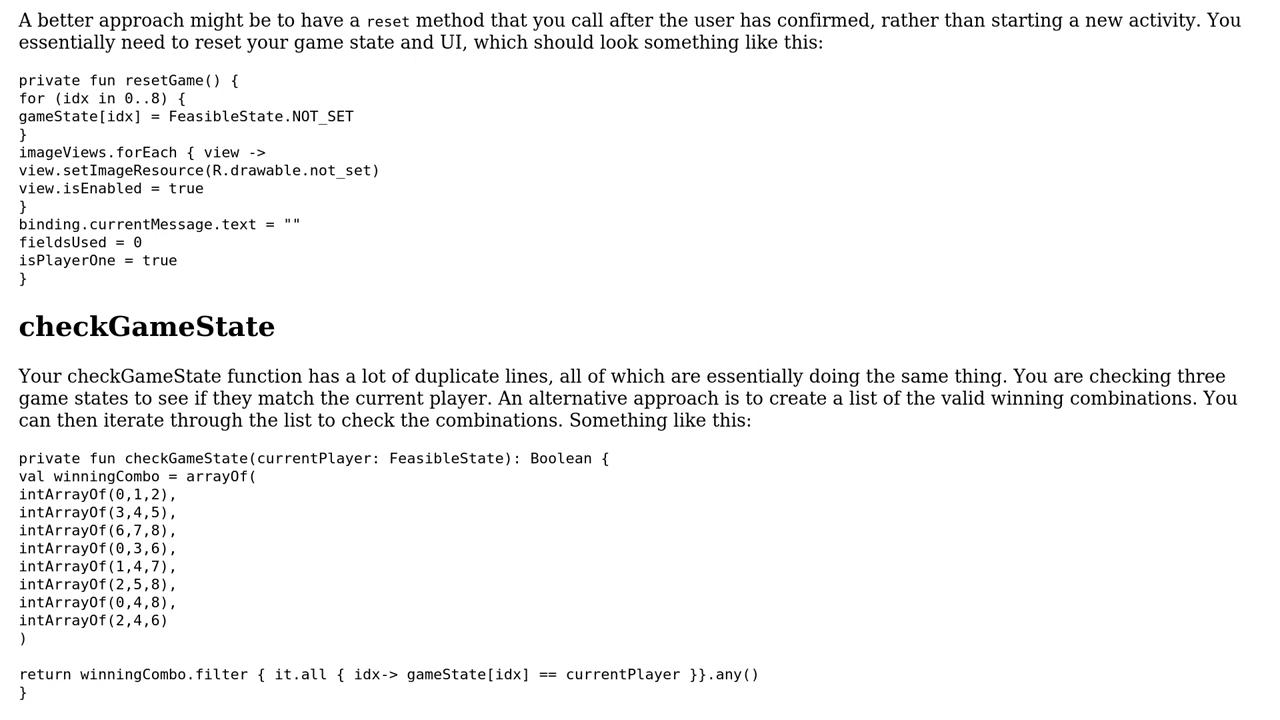 A better approach might be to have a reset method that you call after the user has confirmed, rather than starting a new activity. You
essentially need to reset your game state and UI, which should look something like this:
private fun resetGame() {
for (idx in 0..8) {
gameState[idx] = FeasibleState.NOT_SET
}
imageViews.forEach { view ->
view.setImageResource(R.drawable.not_set)
view.isEnabled = true
}
binding.currentMessage.text = ""
fieldsUsed = 0
isPlayerOne = true
}
checkGameState
Your checkGameState function has a lot of duplicate lines, all of which are essentially doing the same thing. You are checking three
game states to see if they match the current player. An alternative approach is to create a list of the valid winning combinations. You
can then iterate through the list to check the combinations. Something like this:
private fun checkGameState(currentPlayer: FeasibleState): Boolean {
val winningCombo = arrayOf(
intArrayOf(0,1,2),
intArrayOf(3,4,5),
intArrayOf(6,7,8),
intArrayOf(0,3,6),
intArrayOf(1,4,7),
intArrayOf(2,5,8),
intArrayOf(0,4,8),
intArrayOf(2,4,6)
)
return winningCombo.filter { it.all { idx-> gameState[idx] == currentPlayer }}.any()
}